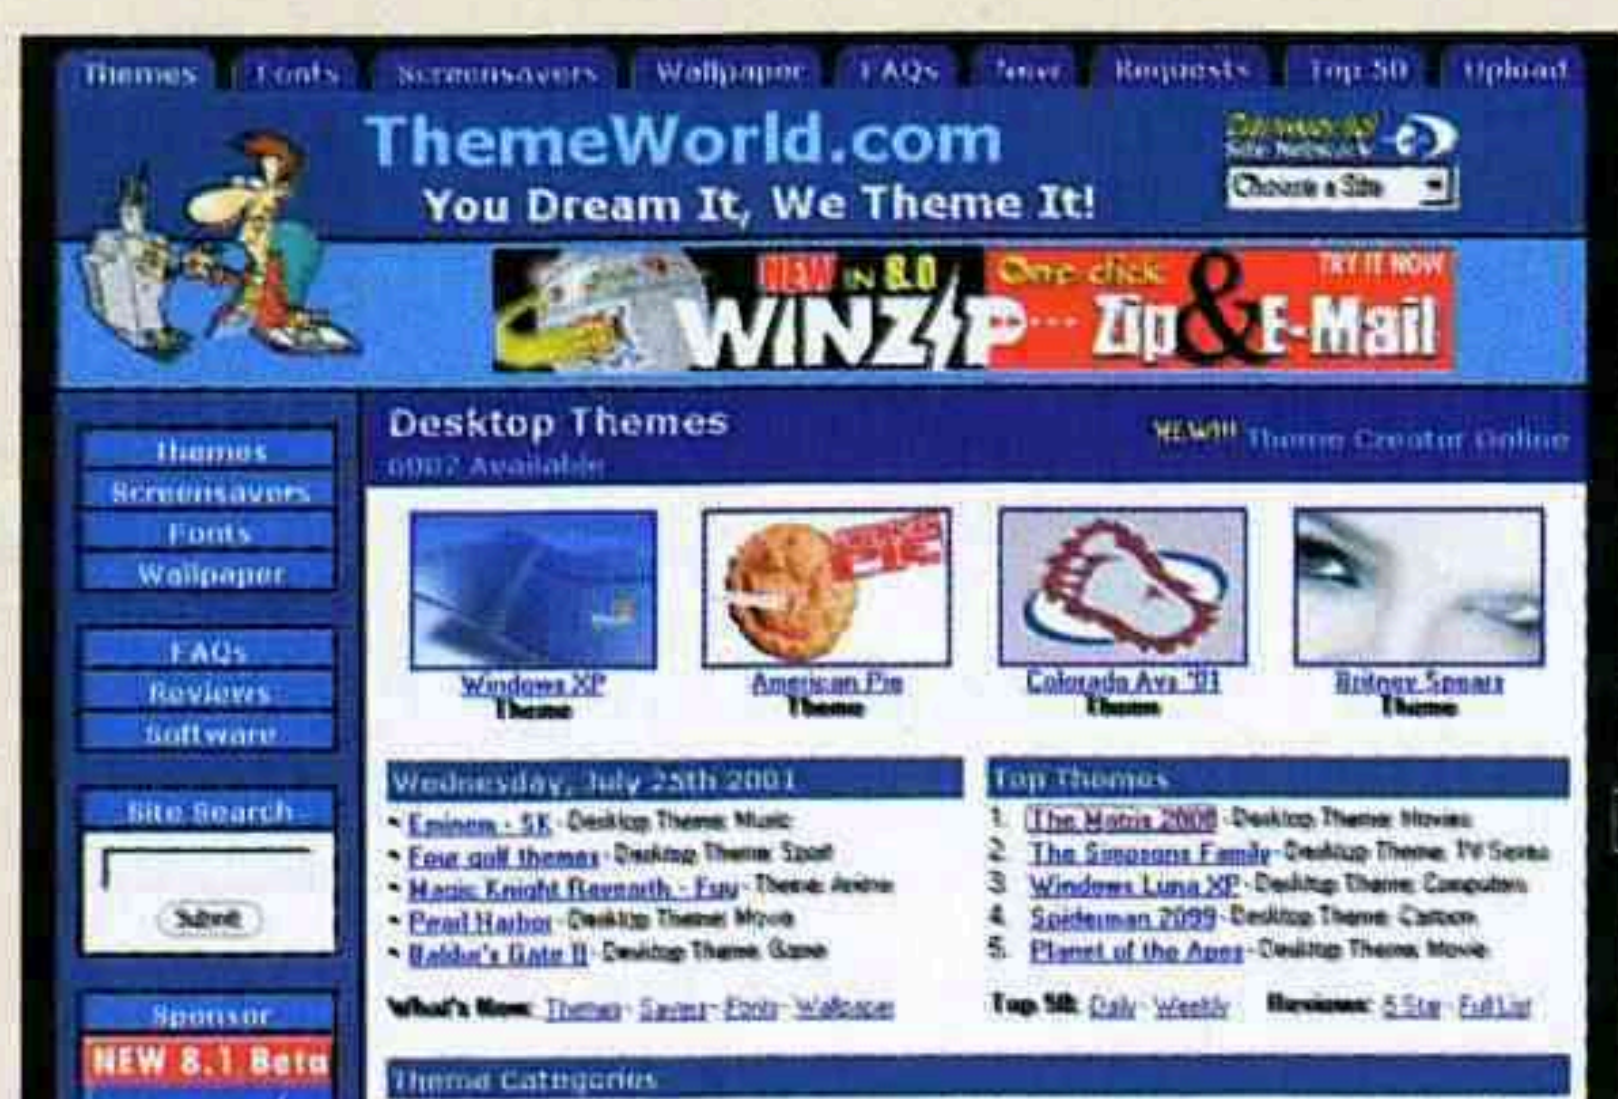 Themes Fonts Screensavers Wallpaper FAQs News Requests Top 50 Upload
ThemeWorld.com
You Dream It, We Theme It!
Site Network
Choose a Site
NEW IN 8.0
WINZIP
One-click
Zip & E-Mail
TRY IT NOW
Themes
Screensavers
Fonts
Wallpaper
FAQs
Reviews
Software
Site Search
Submit
Sponsor
NEW 8.1 Beta
Desktop Themes
6902 Available
NEW!!! Theme Creator Online
Windows XP
Theme
American Pie
Theme
Colorado Avs '01
Theme
Britney Spears
Theme
Wednesday, July 25th 2001
• Eminem - SK - Desktop Theme: Music
• Four golf themes - Desktop Theme: Sport
• Magic Knight Rayearth - Fuu - Theme: Anime
• Pearl Harbor - Desktop Theme: Movie
• Baldur's Gate II - Desktop Theme: Game
What's New: Themes - Savers - Fonts - Wallpaper
Top Themes
1. The Matrix 2000 - Desktop Theme: Movies
2. The Simpsons Family - Desktop Theme: TV Series
3. Windows Luna XP - Desktop Theme: Computers
4. Spiderman 2099 - Desktop Theme: Cartoon
5. Planet of the Apes - Desktop Theme: Movie
Top 50: Daily - Weekly Reviews: 5 Star - Full List
Theme Categories